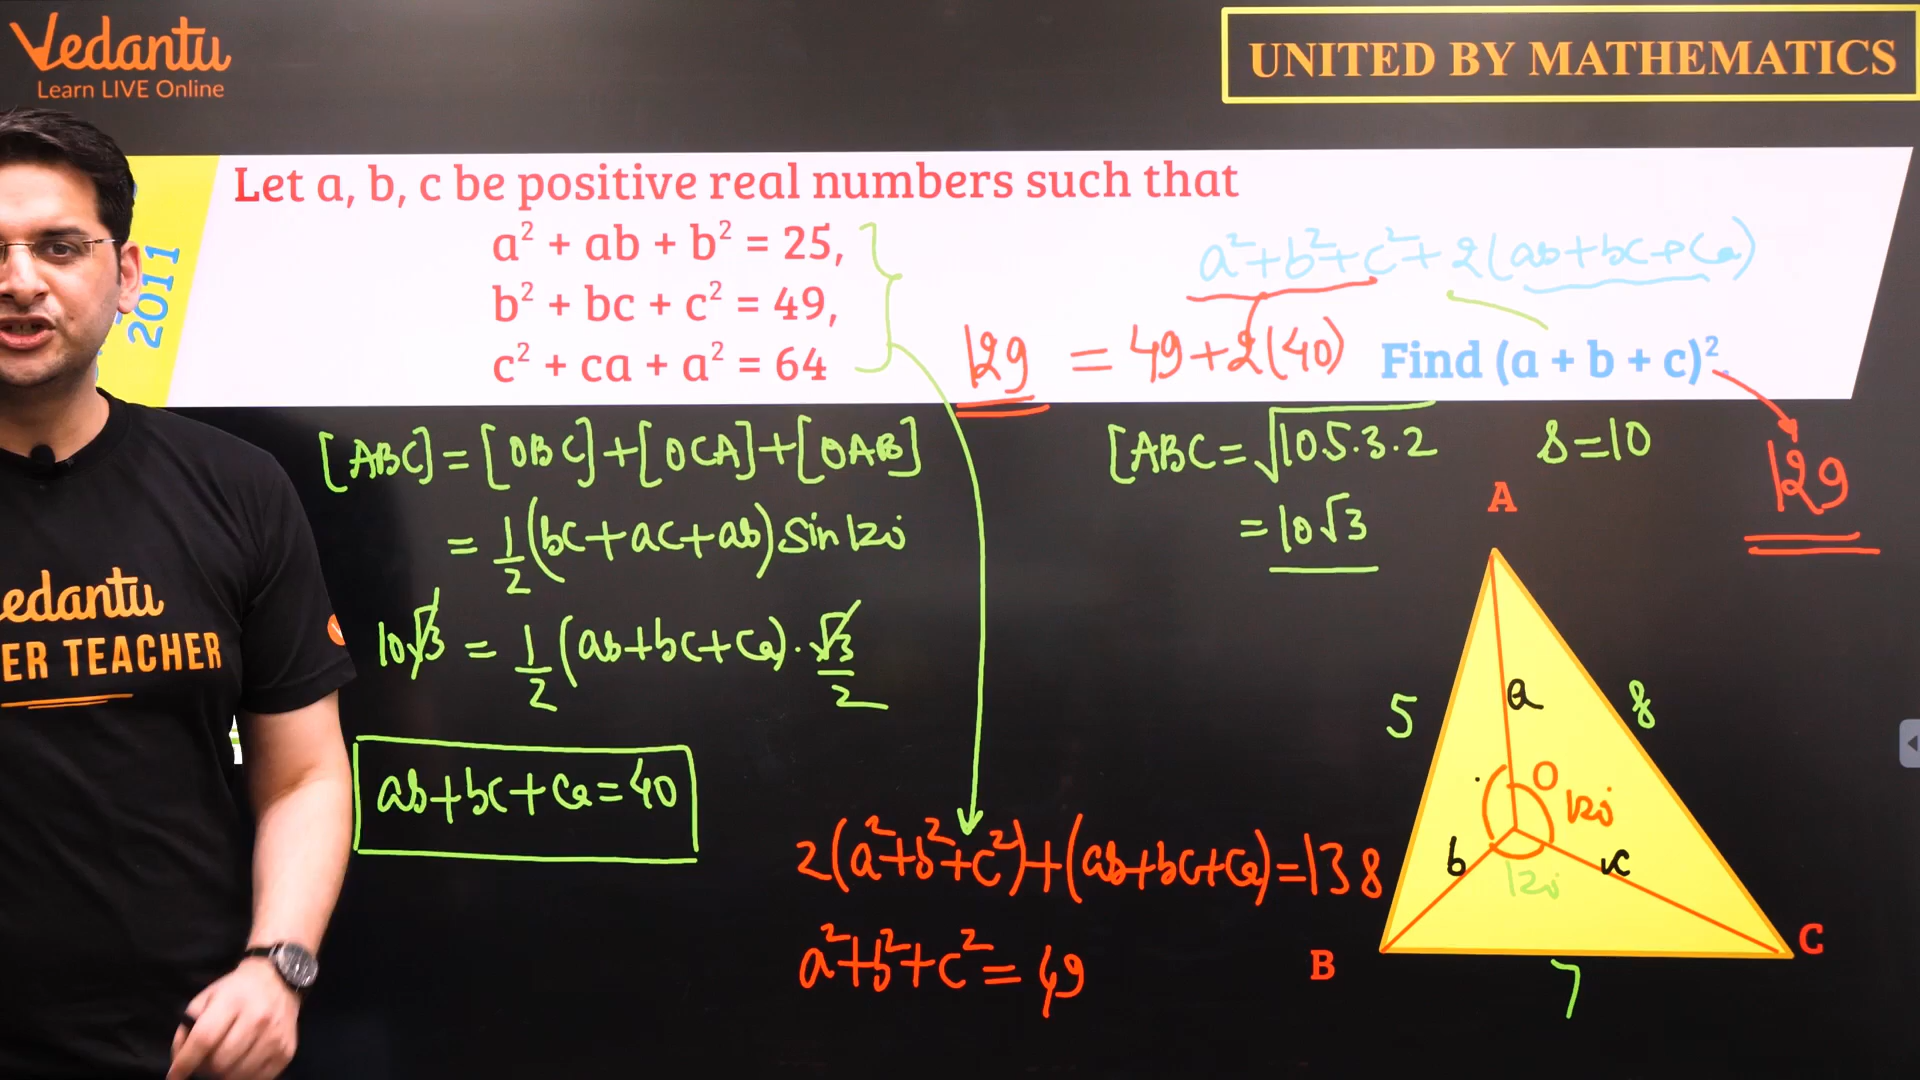 Vedantu
Learn LIVE Online
UNITED BY MATHEMATICS
2011
Let a, b, c be positive real numbers such that
a² + ab + b² = 25,
b² + bc + c² = 49,
c² + ca + a² = 64
a²+b²+c²+2(ab+bc+ca)
129 = 49+2(40)
Find (a + b + c)².
129
[ABC] = [OBC]+[OCA]+[OAB]
= 1/2 (bc+ac+ab) sin 120°
10√3 = 1/2 (ab+bc+ca) . √3/2
ab+bc+ca=40
[ABC = √10.5.3.2
s=10
= 10√3
2(a²+b²+c²)+(ab+bc+ca)=138
a²+b²+c² = 49
A
5
a
8
O
120°
b
120°
c
B
7
C
edantu
ER TEACHER